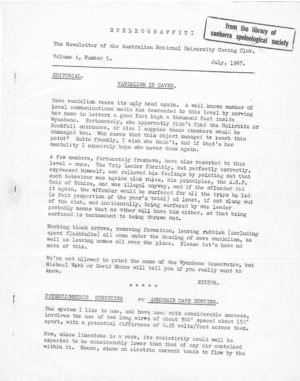 SPELEOGRAFFITI
from the library of
canberra speleological society
The Newsletter of the Australian National University Caving Club.
Volume 4, Number 5. July, 1967.
EDITORIAL.
VANDALISM IN CAVES.
Cave vandalism rears its ugly head again. A well known member of
local communications media has descended to this level by carving
her name in letters a good foot high a thousand feet inside
Wyanbene. Fortunately, she apparently didn't find the Helictite or
Rockfall entrances, or else I suppose those chambers would be
damaged too. Who cares that this object managed to reach this
point? Quite frankly, I wish she hadn't, and if that's her
mentality I sincerely hope she never does again.
A few members, fortunately freshers, have also resorted to this
level - once. The Trip Leader forcibly, but perfectly correctly,
expressed himself, and relieved his feelings by pointing out that
such behaviour was against club rules, his principles, the A.S.F.
code of Ethics, and was illegal anyway, and if the offender did
it again, the offender would be banned for all the trips he led
(a fair proportion of the year's total) at least, if not slung out
of the club, and incidentally, being banned by one leader
probably means that no other will have him either, so that being
banned is tantamount to being thrown out.
Marking block arrows, removing formation, leaving rubbish (including
spent flashbulbs) all come under the heading of cave vandalism, as
well as leaving names all over the place. Please let's have no
more of this.
We're not allowed to print the name of the Wyanbene desecrator, but
Michael Webb or David Moore will tell you if you really want to
know.
EDITOR.
* * * * *
POTENTIOMETRIC SURVEYING or ARMCHAIR CAVE HUNTING.
The system I like to use, and have used with considerable success,
involves the use of two long wires of about 300' spaced about 150'
apart, with a potential difference of 0.25 volts/foot across them.
Now, since limestone is a rock, its resistivity could well be
expected to be considerably lower than that of any air contained
within it. Hence, since an electric current tends to flow by the